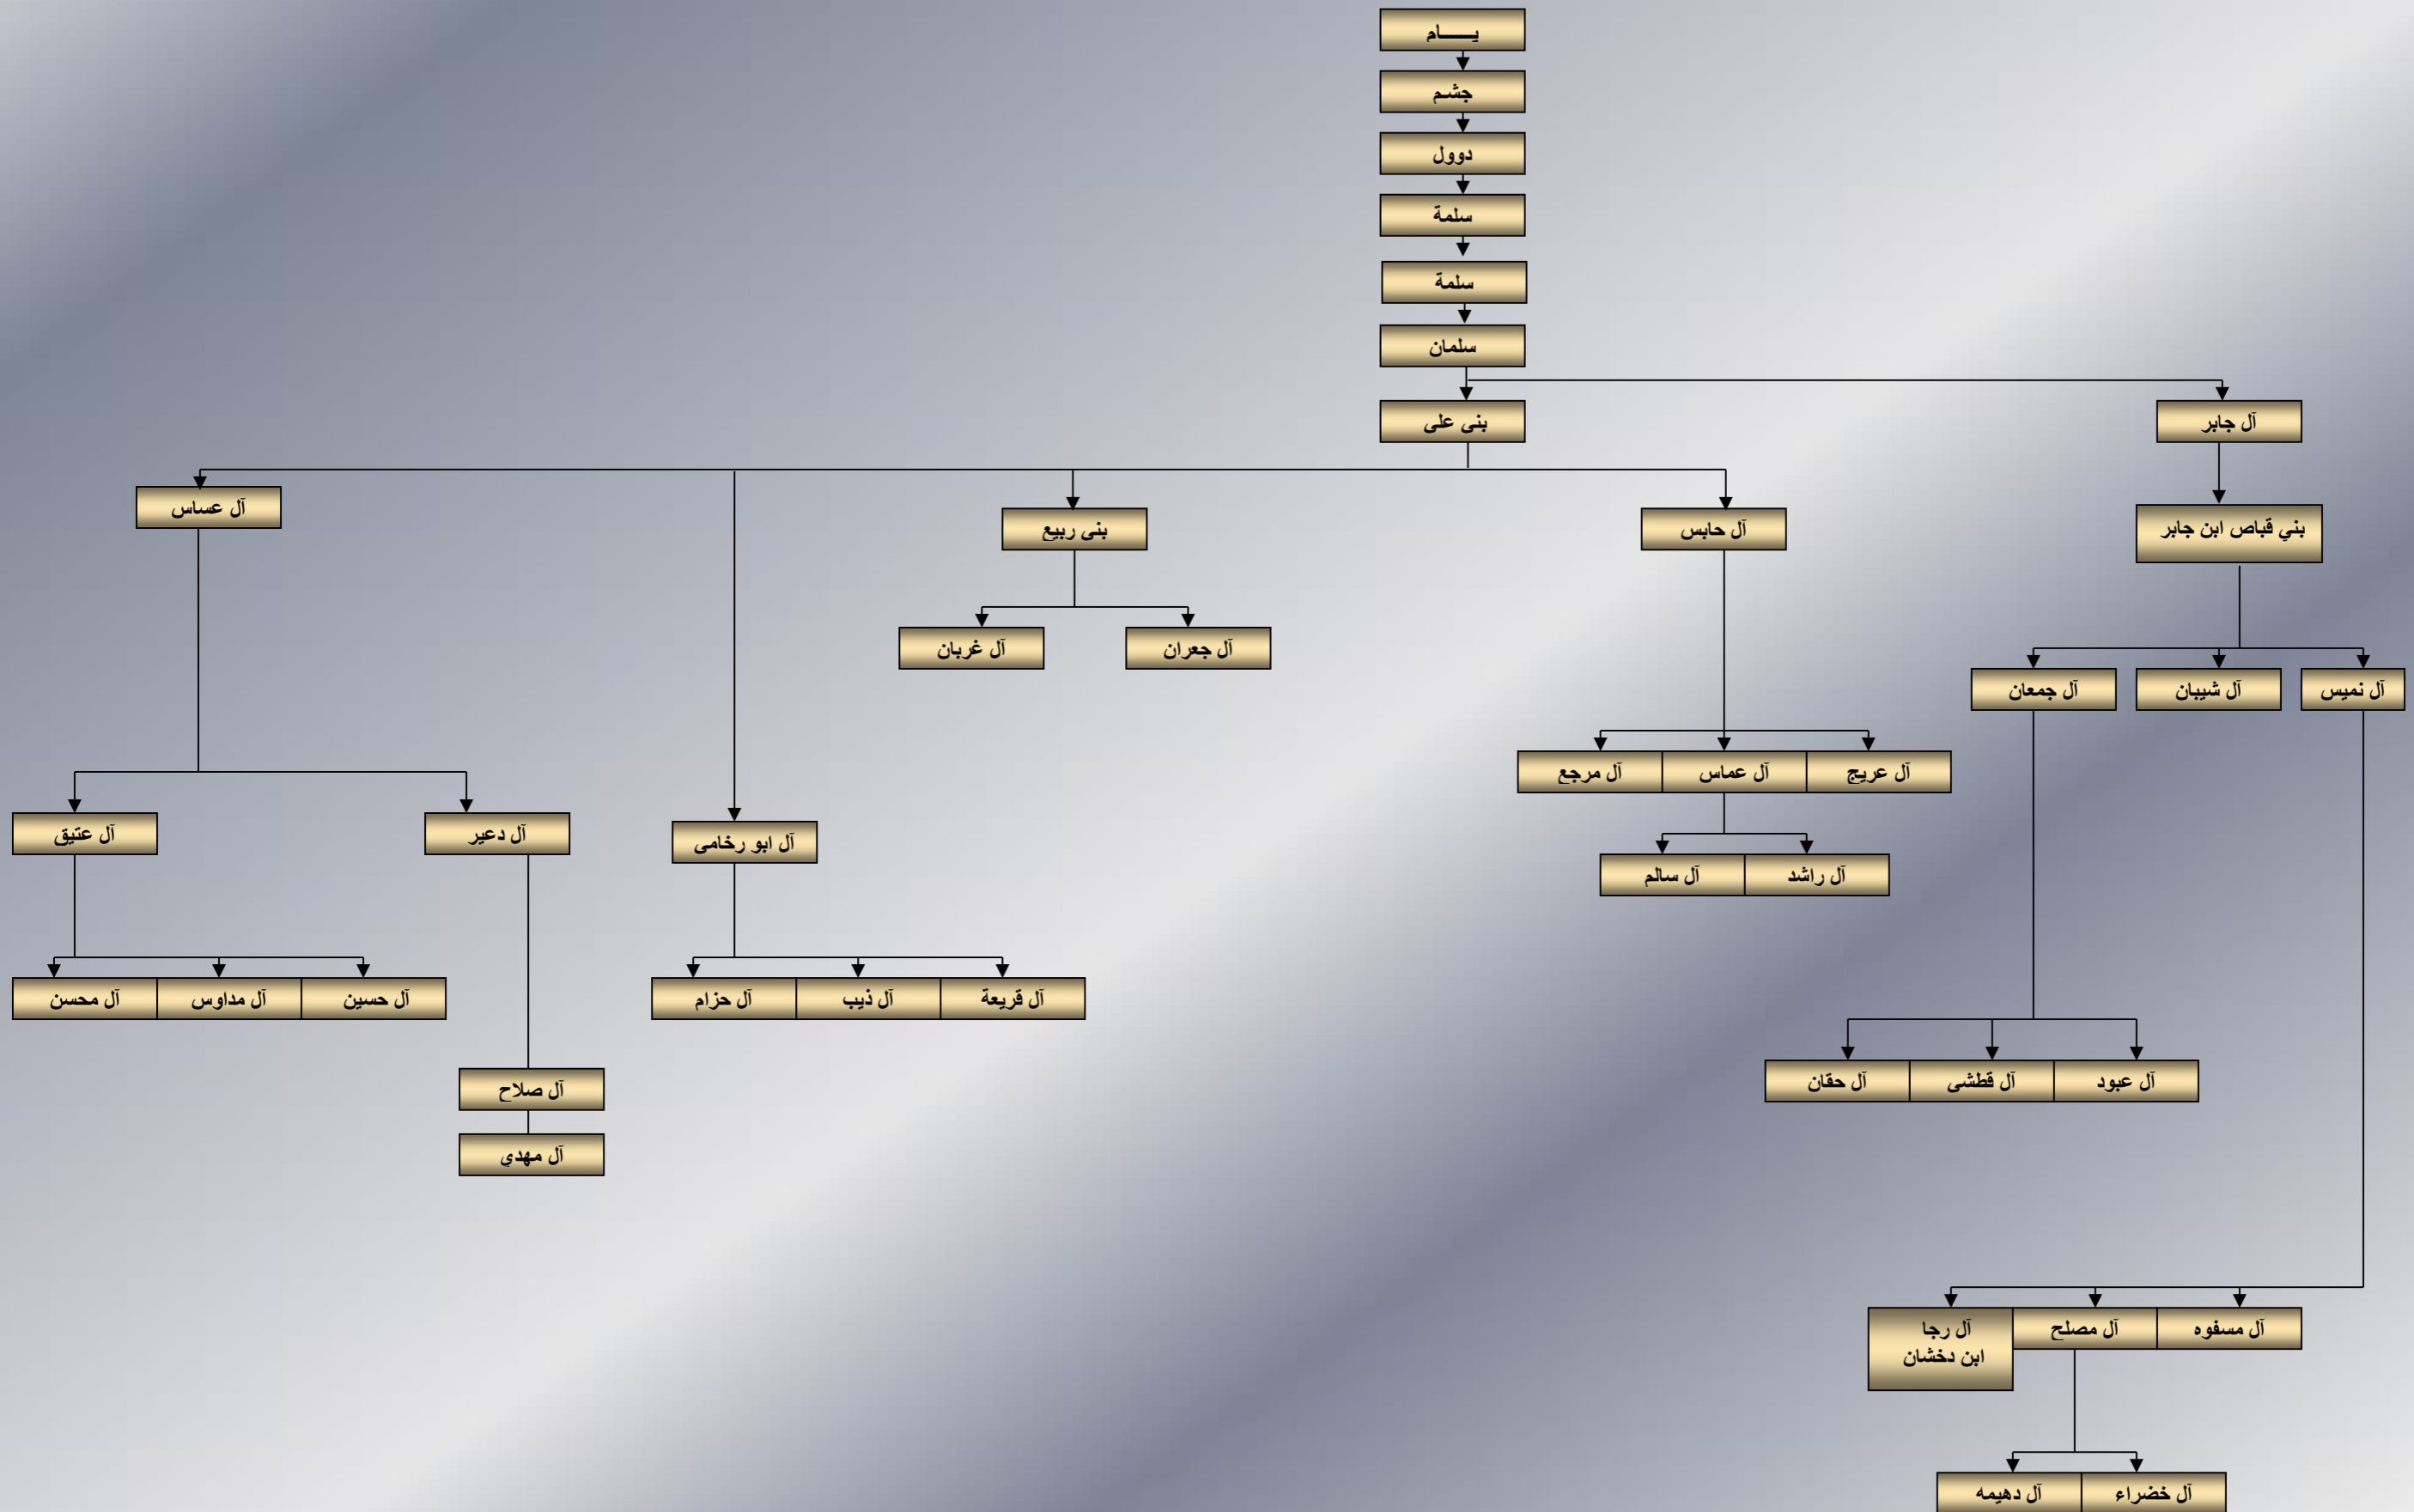 يـــــام
جشم
دوول
سلمة
سلمة
سلمان
آل جابر
بنى على
آل عساس
بني قباص ابن جابر
آل حابس
بنى ربيع
آل جعران
آل غربان
آل نميس
آل شيبان
آل جمعان
آل عريج
آل عماس
آل مرجع
آل دعير
آل عتيق
آل ابو رخامى
آل راشد
آل سالم
آل قريعة
آل ذيب
آل حزام
آل حسين
آل مداوس
آل محسن
آل عبود
آل قطشى
آل حقان
آل صلاح
آل مهدي
آل مسفوه
آل مصلح
آل رجا
ابن دخشان
آل خضراء
آل دهيمه